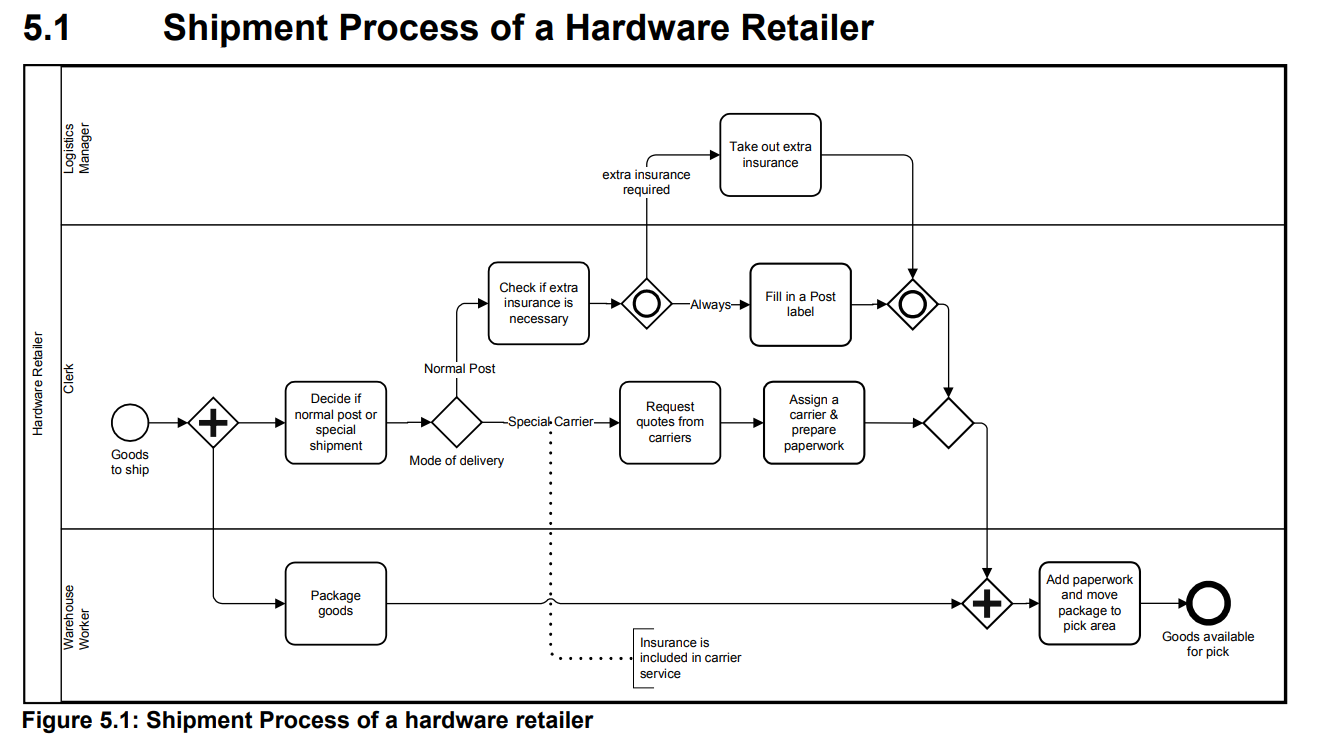 5.1 Shipment Process of a Hardware Retailer
Hardware Retailer
Logistics
Manager
Take out extra
insurance
extra insurance
required
Clerk
Check if extra
insurance is
necessary
Always
Fill in a Post
label
Normal Post
Goods
to ship
Decide if
normal post or
special
shipment
Mode of delivery
Special Carrier
Request
quotes from
carriers
Assign a
carrier &
prepare
paperwork
Warehouse
Worker
Package
goods
Insurance is
included in carrier
service
Add paperwork
and move
package to
pick area
Goods available
for pick
Figure 5.1: Shipment Process of a hardware retailer